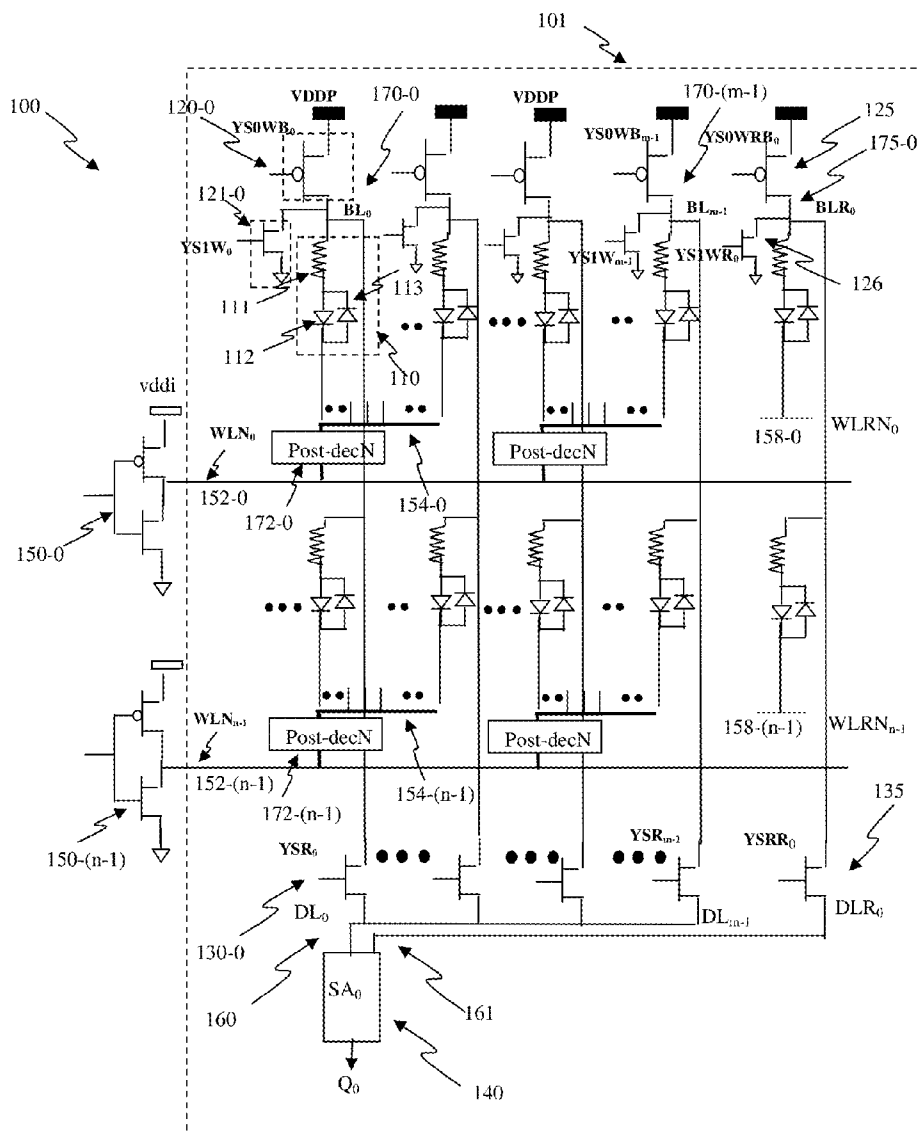 101
100
VDDP
170-0
VDDP
170-(m-1)
120-0
YS0WB0
YS0WBm-1
YS0WRB0
125
175-0
121-0
BL0
BLm-1
BLR0
YS1W0
YS1Wm-1
YS1WR0
111
113
126
112
110
vddi
WLN0
Post-decN
Post-decN
158-0
WLRN0
152-0
172-0
154-0
150-0
WLNn-1
Post-decN
Post-decN
158-(n-1)
WLRNn-1
152-(n-1)
172-(n-1)
154-(n-1)
150-(n-1)
135
YSR0
YSRm-1
YSRR0
DL0
DLm-1
DLR0
130-0
SA0
160
161
Q0
140